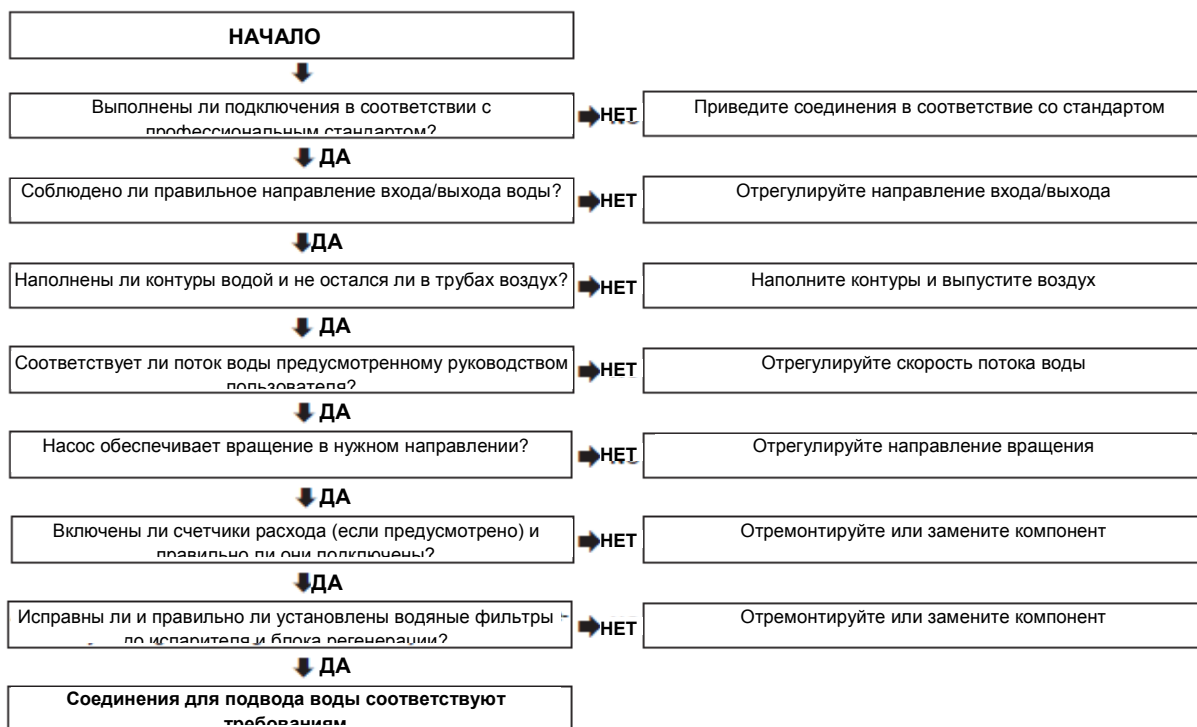 НАЧАЛО
Выполнены ли подключения в соответствии с
профессиональным стандартом?
НЕТ
Приведите соединения в соответствие со стандартом
ДА
Соблюдено ли правильное направление входа/выхода воды?
НЕТ
Отрегулируйте направление входа/выхода
ДА
Наполнены ли контуры водой и не остался ли в трубах воздух?
НЕТ
Наполните контуры и выпустите воздух
ДА
Соответствует ли поток воды предусмотренному руководством
пользователя?
НЕТ
Отрегулируйте скорость потока воды
ДА
Насос обеспечивает вращение в нужном направлении?
НЕТ
Отрегулируйте направление вращения
ДА
Включены ли счетчики расхода (если предусмотрено) и
правильно ли они подключены?
НЕТ
Отремонтируйте или замените компонент
ДА
Исправны ли и правильно ли установлены водяные фильтры
до испарителя и блока регенерации?
НЕТ
Отремонтируйте или замените компонент
ДА
Соединения для подвода воды соответствуют
требованиям